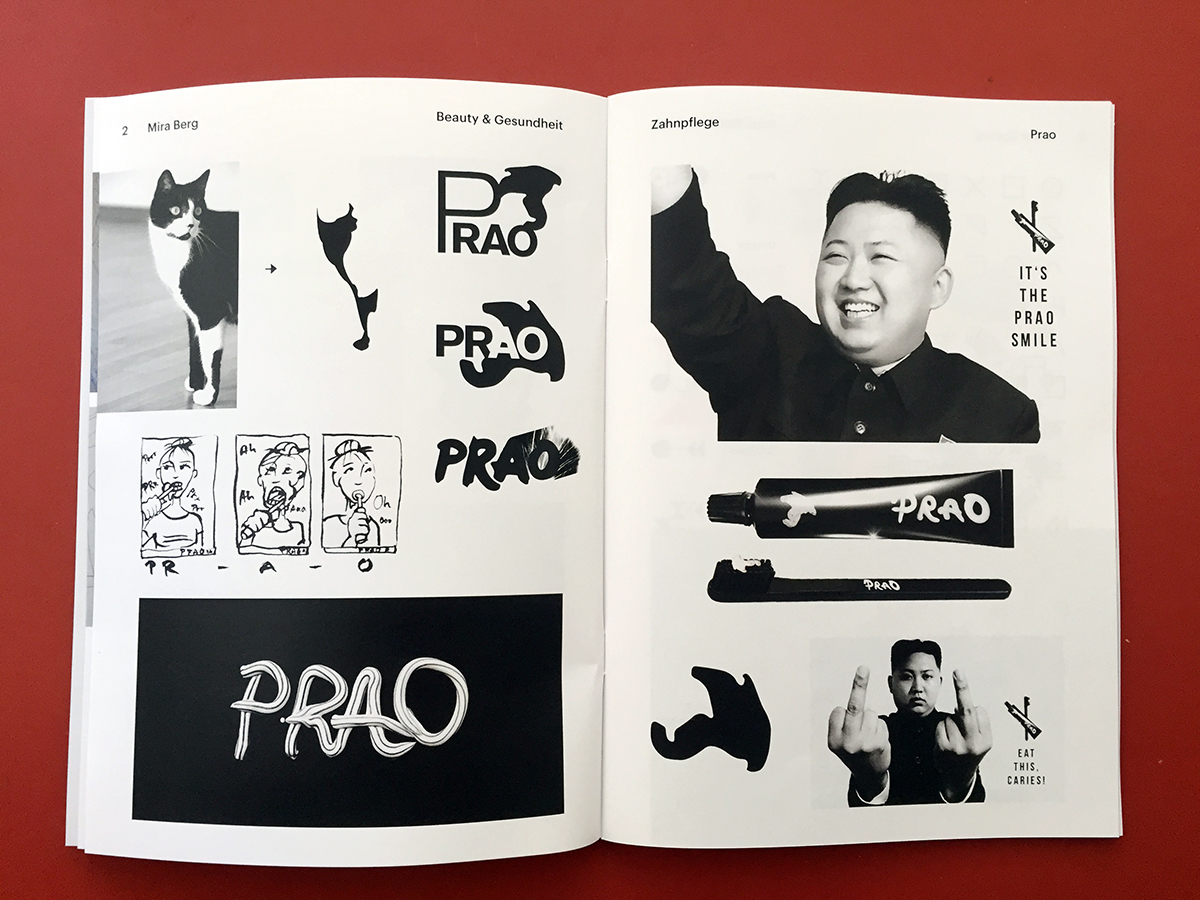 2 Mira Berg
Beauty & Gesundheit
PRAO
PRAO
PRAO
Ah
Ah
Oh
PR - A - O
PRAO
Zahnpflege
Prao
PRAO
IT'S
THE
PRAO
SMILE
PRAO
PRAO
EAT
THIS,
CARIES!